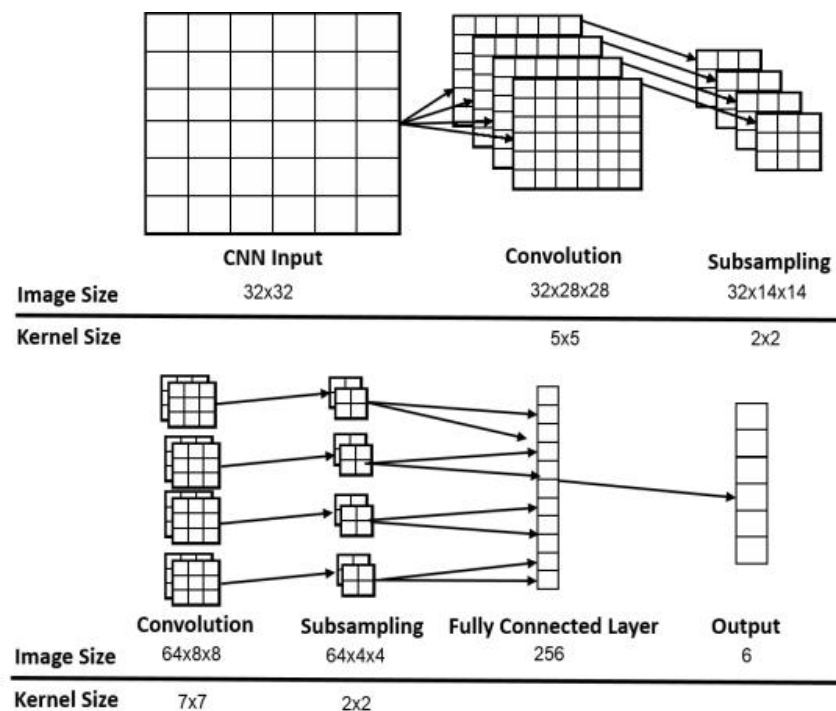 CNN Input Convolution Subsampling
Image Size 32x32 32x28x28 32x14x14
Kernel Size 5x5 2x2
Convolution Subsampling Fully Connected Layer Output
Image Size 64x8x8 64x4x4 256 6
Kernel Size 7x7 2x2